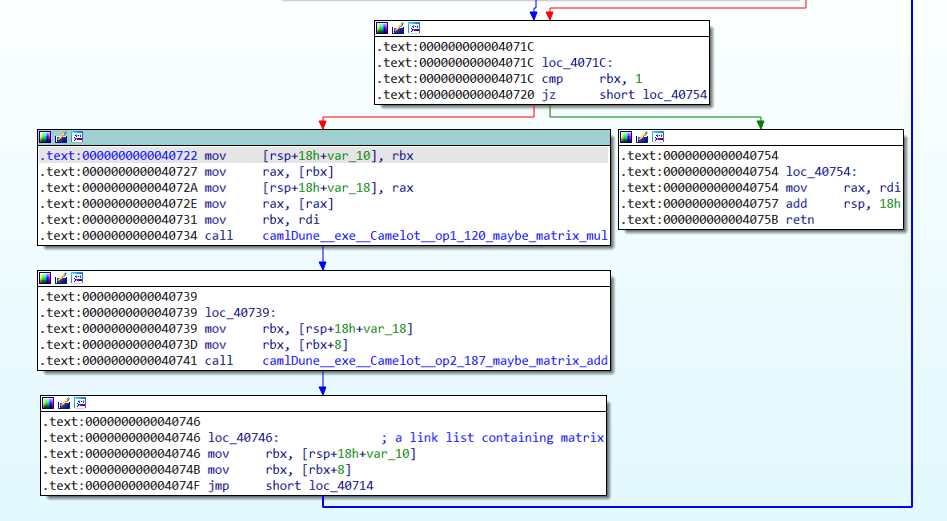 .text:000000000004071C
.text:000000000004071C loc_4071C:
.text:000000000004071C cmp     rbx, 1
.text:0000000000040720 jz      short loc_40754
.text:0000000000040722 mov     [rsp+18h+var_10], rbx
.text:0000000000040727 mov     rax, [rbx]
.text:000000000004072A mov     [rsp+18h+var_18], rax
.text:000000000004072E mov     rax, [rax]
.text:0000000000040731 mov     rbx, rdi
.text:0000000000040734 call    camlDune__exe__Camelot__op1_120_maybe_matrix_mul
.text:0000000000040754
.text:0000000000040754 loc_40754:
.text:0000000000040754 mov     rax, rdi
.text:0000000000040757 add     rsp, 18h
.text:000000000004075B retn
.text:0000000000040739
.text:0000000000040739 loc_40739:
.text:0000000000040739 mov     rbx, [rsp+18h+var_18]
.text:000000000004073D mov     rbx, [rbx+8]
.text:0000000000040741 call    camlDune__exe__Camelot__op2_187_maybe_matrix_add
.text:0000000000040746
.text:0000000000040746 loc_40746:              ; a link list containing matrix
.text:0000000000040746 mov     rbx, [rsp+18h+var_10]
.text:000000000004074B mov     rbx, [rbx+8]
.text:000000000004074F jmp     short loc_40714